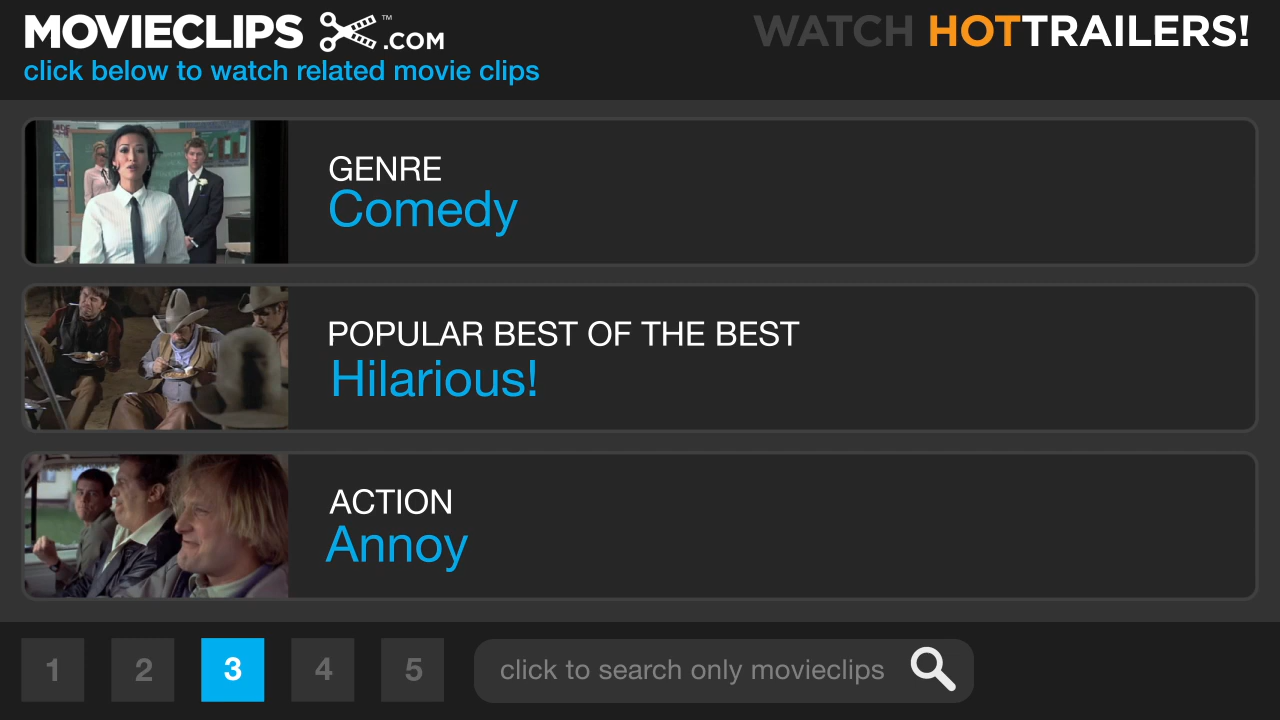 MOVIECLIPS ™ .COM
WATCH HOTTRAILERS!
click below to watch related movie clips
GENRE
Comedy
POPULAR BEST OF THE BEST
Hilarious!
ACTION
Annoy
1 2 3 4 5
click to search only movieclips